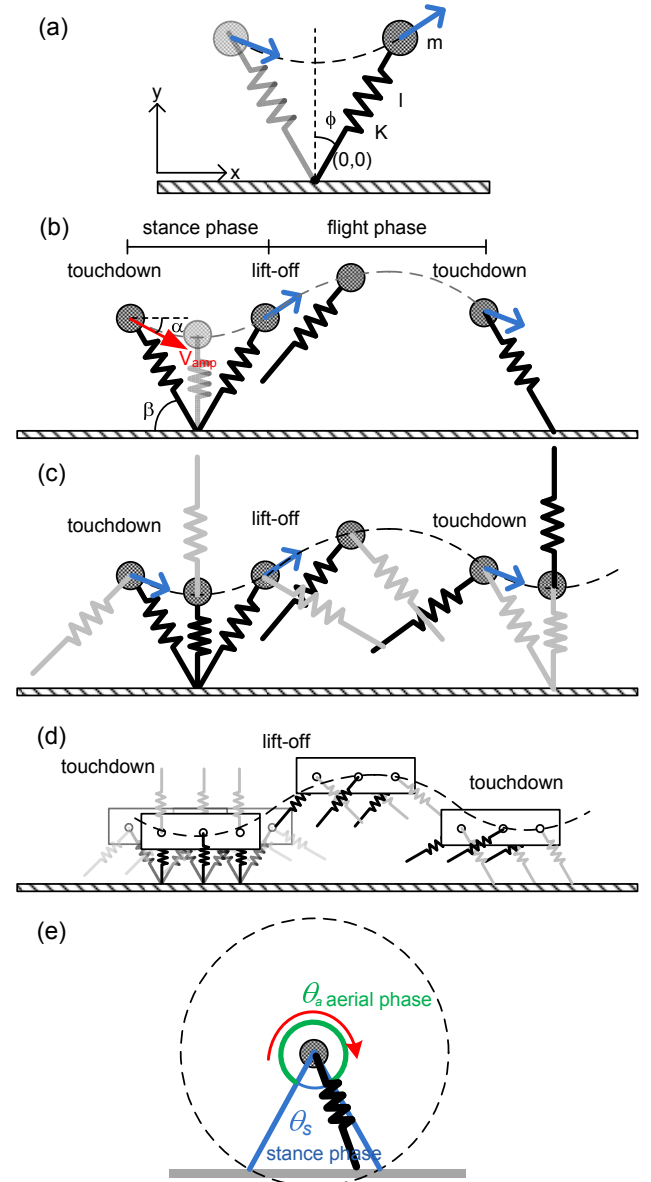 (a)
m
y
l
ϕ
K
(0,0)
x
(b)
stance phase
flight phase
touchdown
lift-off
touchdown
α
Vamp
β
(c)
touchdown
lift-off
touchdown
(d)
lift-off
touchdown
touchdown
(e)
θa aerial phase
θs
stance phase